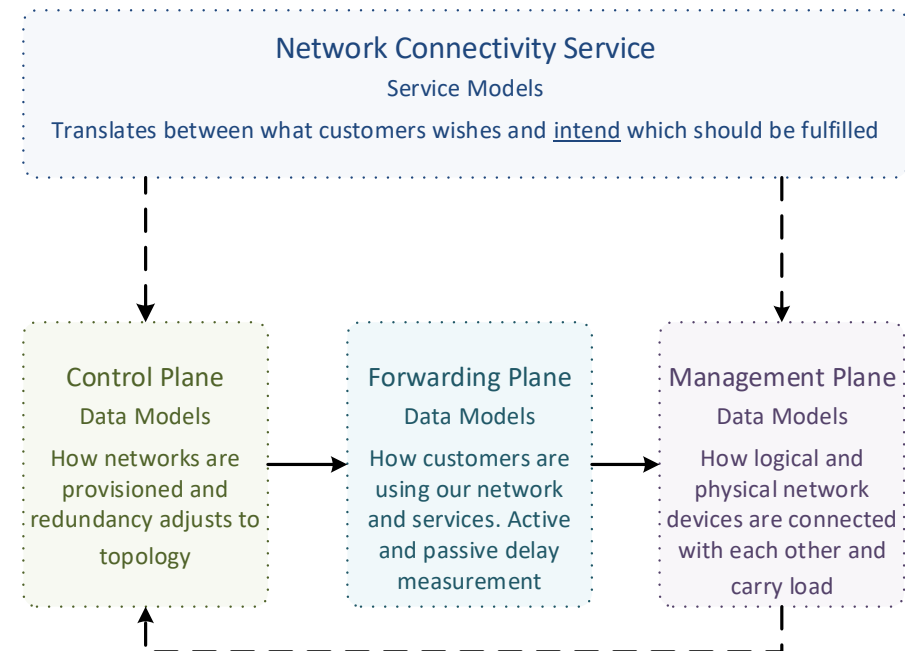 Network Connectivity Service
Service Models
Translates between what customers wishes and intend which should be fulfilled
Control Plane
Data Models
How networks are
provisioned and
redundancy adjusts to
topology
Forwarding Plane
Data Models
How customers are
using our network
and services. Active
and passive delay
measurement
Management Plane
Data Models
How logical and
physical network
devices are connected
with each other and
carry load